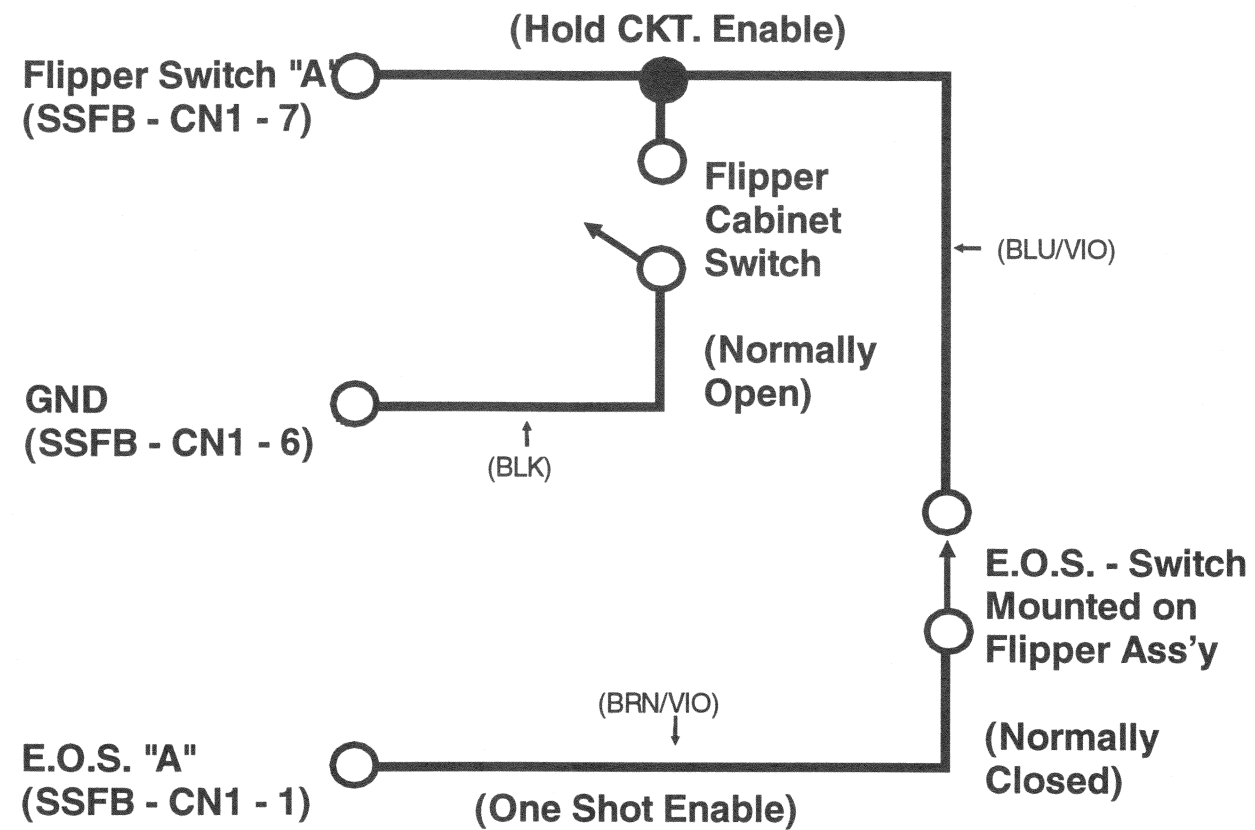 (Hold CKT. Enable)
Flipper Switch "A"
(SSFB - CN1 - 7)
Flipper
Cabinet
Switch
(BLU/VIO)
(Normally
Open)
GND
(SSFB - CN1 - 6)
(BLK)
E.O.S. - Switch
Mounted on
Flipper Ass'y
(BRN/VIO)
(Normally
Closed)
E.O.S. "A"
(SSFB - CN1 - 1)
(One Shot Enable)